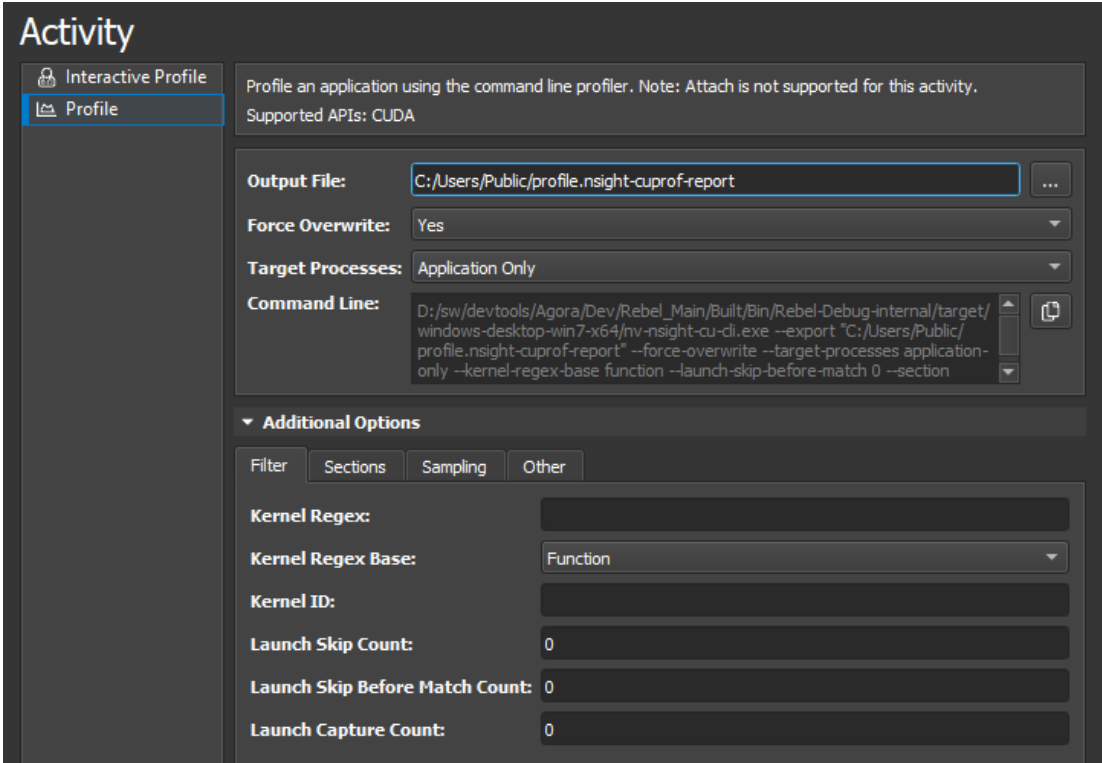 Activity
Interactive Profile
Profile
Profile an application using the command line profiler. Note: Attach is not supported for this activity.
Supported APIs: CUDA
Output File: C:/Users/Public/profile.nsight-cuprof-report ...
Force Overwrite: Yes
Target Processes: Application Only
Command Line: D:/sw/devtools/Agora/Dev/Rebel_Main/Built/Bin/Rebel-Debug-internal/target/
windows-desktop-win7-x64/nv-nsight-cu-cli.exe --export "C:/Users/Public/
profile.nsight-cuprof-report" --force-overwrite --target-processes application-
only --kernel-regex-base function --launch-skip-before-match 0 --section
Additional Options
Filter Sections Sampling Other
Kernel Regex:
Kernel Regex Base: Function
Kernel ID:
Launch Skip Count: 0
Launch Skip Before Match Count: 0
Launch Capture Count: 0